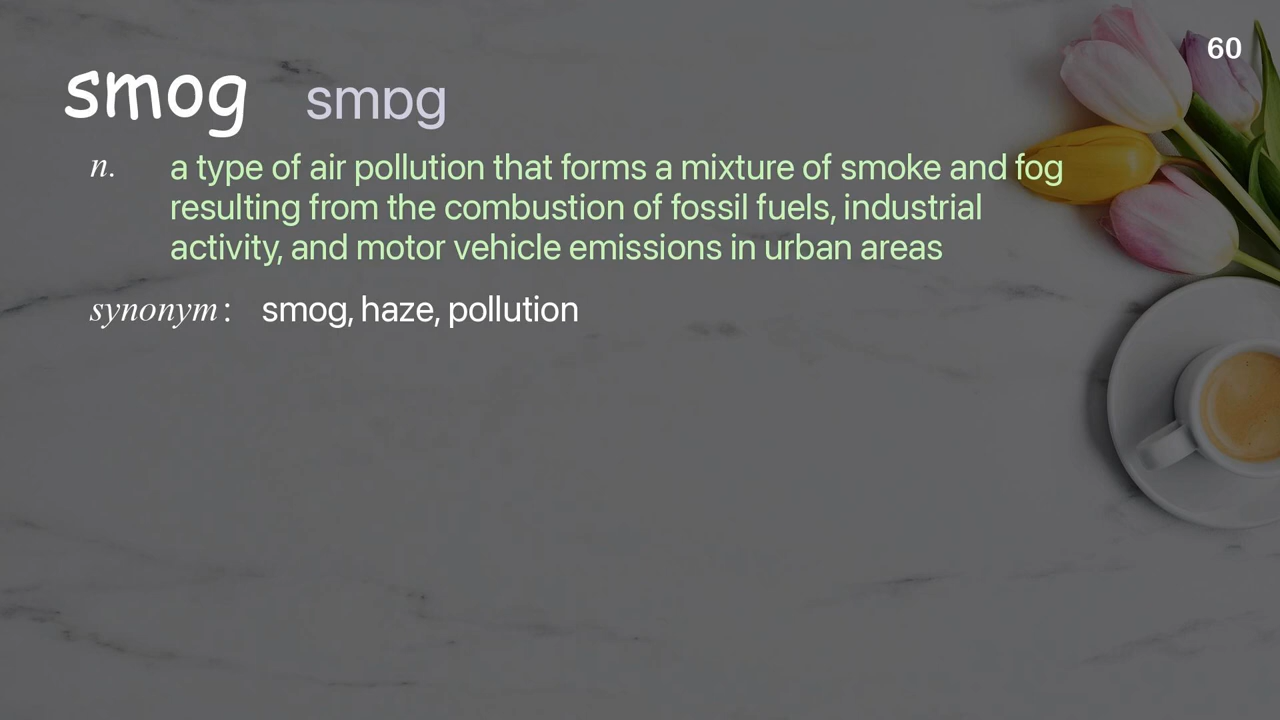 60
smog smɒg
n. a type of air pollution that forms a mixture of smoke and fog
resulting from the combustion of fossil fuels, industrial
activity, and motor vehicle emissions in urban areas
synonym: smog, haze, pollution